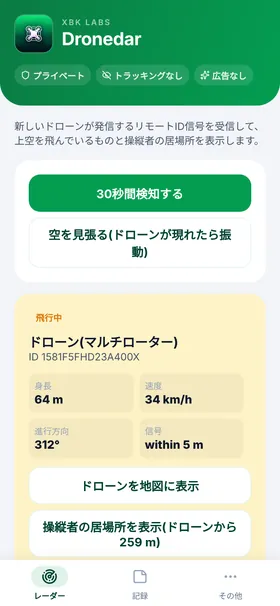 XBK LABS
Dronedar
プライベート
トラッキングなし
広告なし
新しいドローンが発信するリモートID信号を受信して、
上空を飛んでいるものと操縦者の居場所を表示します。
30秒間検知する
空を見張る(ドローンが現れたら振
動)
飛行中
ドローン(マルチローター)
ID 1581F5FHD23A400X
身長
64 m
速度
34 km/h
進行方向
312°
信号
within 5 m
ドローンを地図に表示
操縦者の居場所を表示(ドローンから
259 m)
レーダー
記録
その他